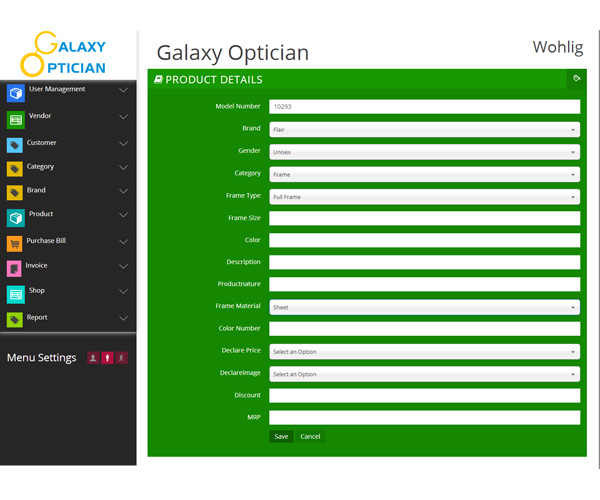 GALAXY
OPTICIAN
Galaxy Optician
Wohlig
User Management
Vendor
Customer
Category
Brand
Product
Purchase Bill
Invoice
Shop
Report
Menu Settings
PRODUCT DETAILS
Model Number 10293
Brand Flair
Gender Unisex
Category Frame
Frame Type Full Frame
Frame Size
Color
Description
Productnature
Frame Material Sheet
Color Number
Declare Price Select an Option
Declareimage Select an Option
Discount
MRP
Save Cancel